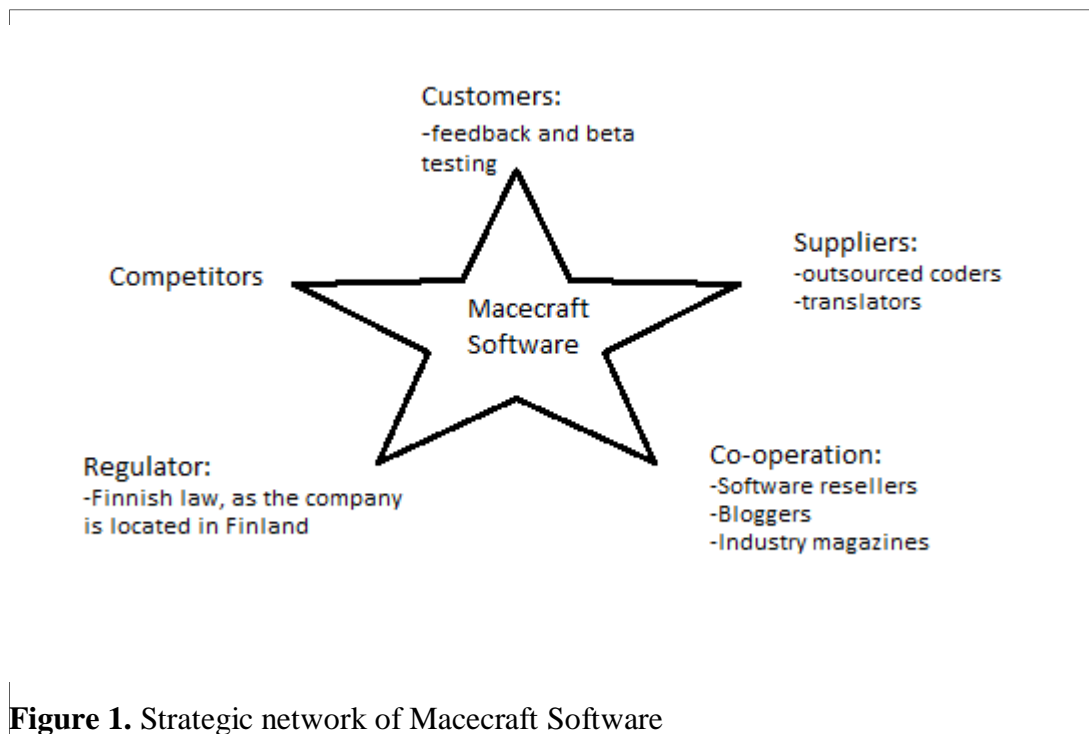 Customers:
-feedback and beta
testing
Suppliers:
-outsourced coders
-translators
Competitors
Macecraft
Software
Regulator:
-Finnish law, as the company
is located in Finland
Co-operation:
-Software resellers
-Bloggers
-Industry magazines
Figure 1. Strategic network of Macecraft Software